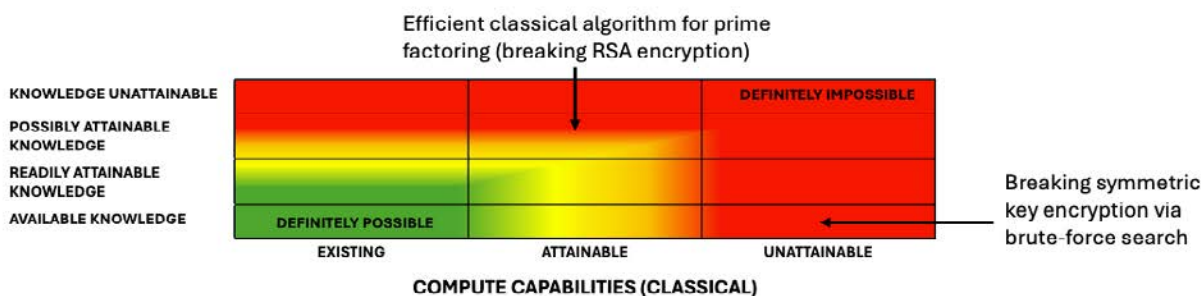 Efficient classical algorithm for prime
factoring (breaking RSA encryption)
KNOWLEDGE UNATTAINABLE
DEFINITELY IMPOSSIBLE
POSSIBLY ATTAINABLE
KNOWLEDGE
READILY ATTAINABLE
KNOWLEDGE
Breaking symmetric
key encryption via
brute-force search
AVAILABLE KNOWLEDGE
DEFINITELY POSSIBLE
EXISTING
ATTAINABLE
UNATTAINABLE
COMPUTE CAPABILITIES (CLASSICAL)